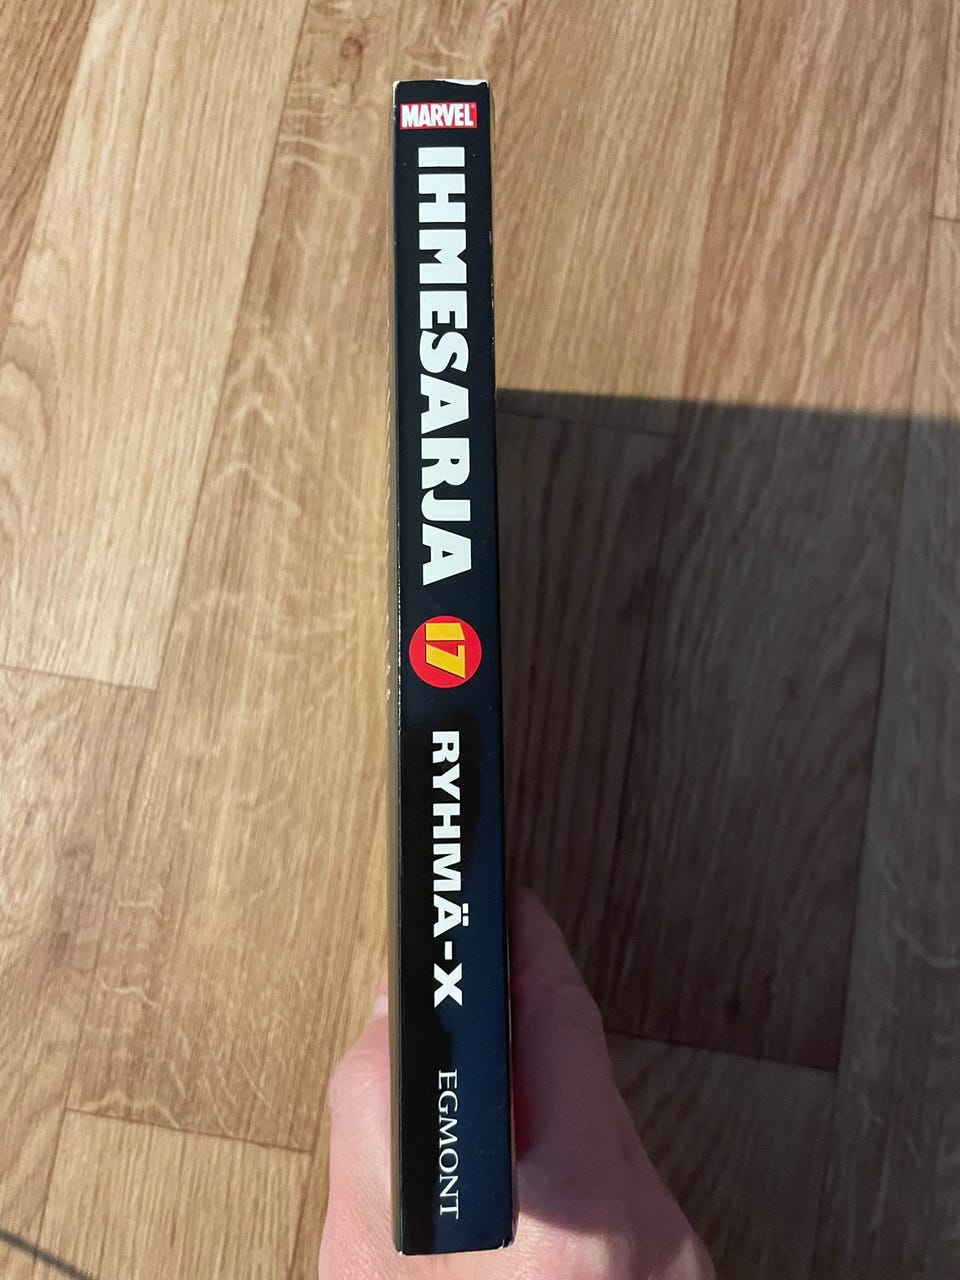 MARVEL
IHMESARJA
17
RYHMÄ-X
EGMONT